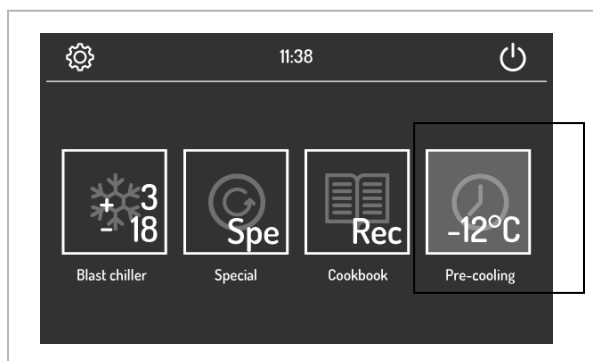 11:38
+3
-18
Spe
Rec
-12°C
Blast chiller
Special
Cookbook
Pre-cooling